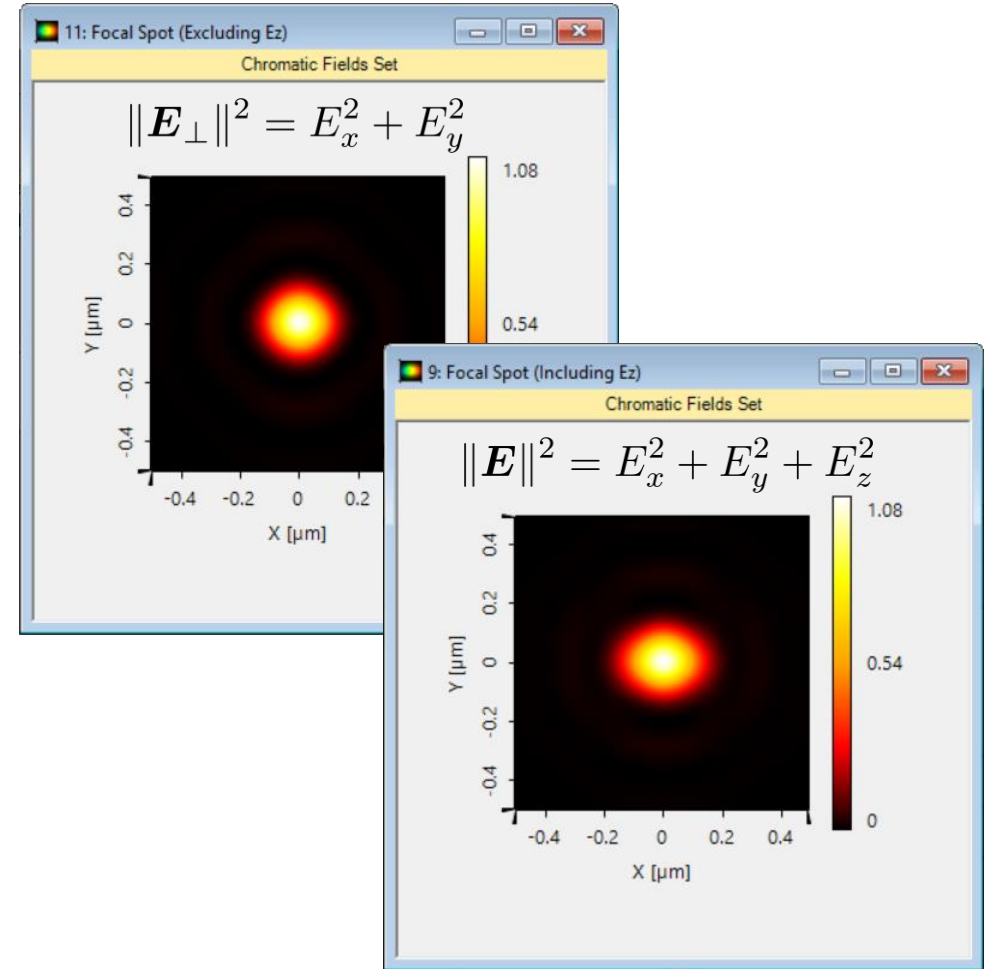 11: Focal Spot (Excluding Ez)
Chromatic Fields Set
‖E⊥‖² = Eₓ² + Eᵧ²
1.08
0.54
0.4
0.2
0
-0.2
-0.4
Y [µm]
-0.4 -0.2 0 0.2
X [µm]
9: Focal Spot (Including Ez)
Chromatic Fields Set
‖E‖² = Eₓ² + Eᵧ² + E_z²
1.08
0.54
0
0.4
0.2
0
-0.2
-0.4
Y [µm]
-0.4 -0.2 0 0.2 0.4
X [µm]